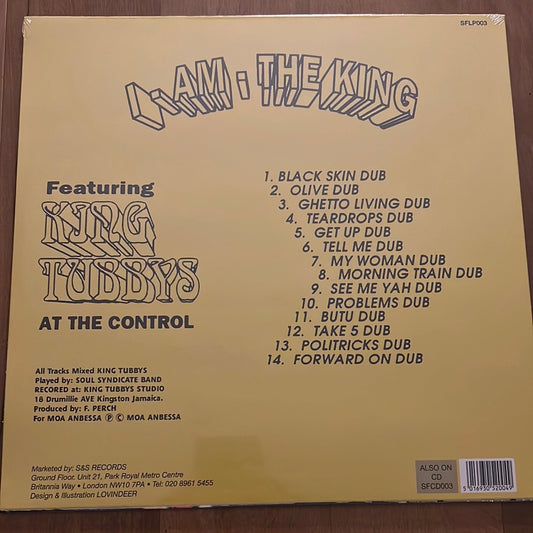 SFLP003
I AM THE KING
Featuring
KING
TUBBYS
AT THE CONTROL
1. BLACK SKIN DUB
2. OLIVE DUB
3. GHETTO LIVING DUB
4. TEARDROPS DUB
5. GET UP DUB
6. TELL ME DUB
7. MY WOMAN DUB
8. MORNING TRAIN DUB
9. SEE ME YAH DUB
10. PROBLEMS DUB
11. BUTU DUB
12. TAKE 5 DUB
13. POLITRICKS DUB
14. FORWARD ON DUB
All Tracks Mixed KING TUBBYS
Played by: SOUL SYNDICATE BAND
RECORED at: KING TUBBYS STUDIO
18 Drumillie AVE Kingston Jamaica.
Produced by: F. PERCH
For MOA ANBESSA Ⓟ © MOA ANBESSA
Marketed by: S&S RECORDS
Ground Floor. Unit 21, Park Royal Metro Centre
Britannia Way • London NW10 7PA • Tel: 020 8961 5455
Design & Illustration LOVINDEER
ALSO ON
CD
SFCD003
5 016930 520049